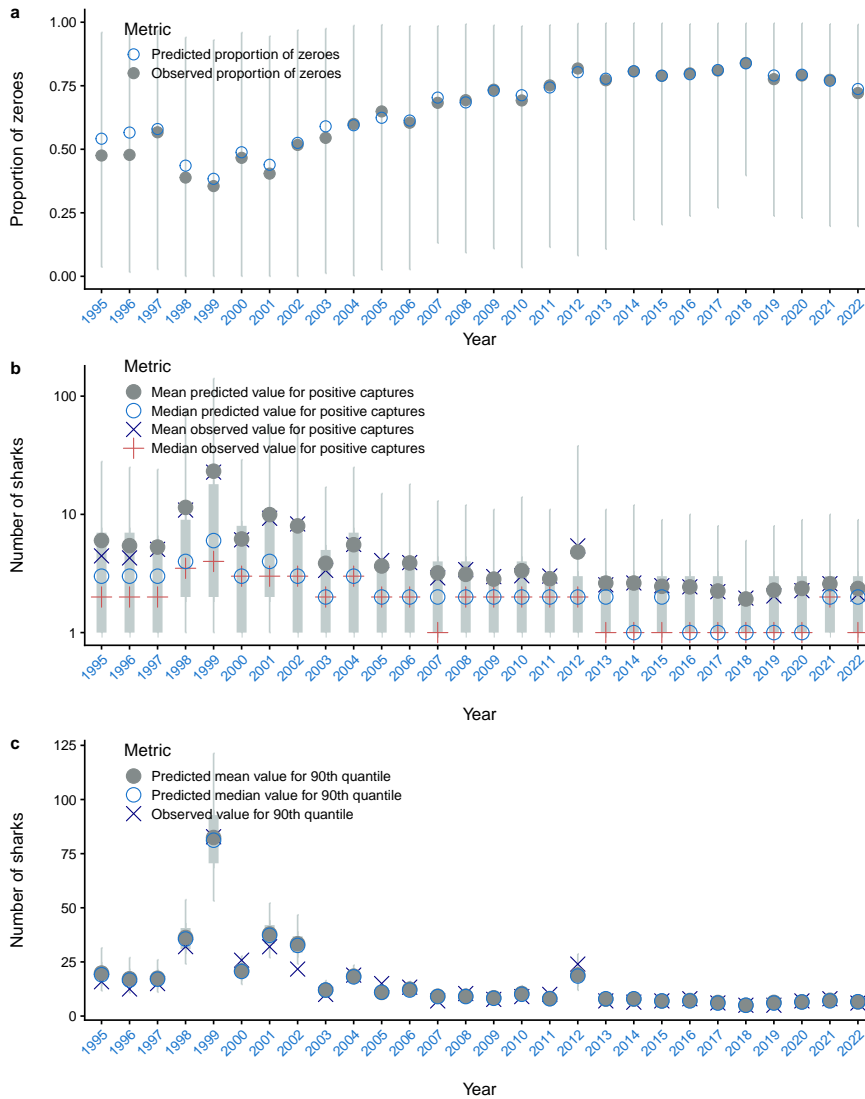 a
Metric
Predicted proportion of zeroes
Observed proportion of zeroes
Proportion of zeroes
1.00
0.75
0.50
0.25
0.00
1995 1996 1997 1998 1999 2000 2001 2002 2003 2004 2005 2006 2007 2008 2009 2010 2011 2012 2013 2014 2015 2016 2017 2018 2019 2020 2021 2022
Year
b
Metric
Mean predicted value for positive captures
Median predicted value for positive captures
Mean observed value for positive captures
Median observed value for positive captures
Number of sharks
100
10
1
1995 1996 1997 1998 1999 2000 2001 2002 2003 2004 2005 2006 2007 2008 2009 2010 2011 2012 2013 2014 2015 2016 2017 2018 2019 2020 2021 2022
Year
c
Metric
Predicted mean value for 90th quantile
Predicted median value for 90th quantile
Observed value for 90th quantile
Number of sharks
125
100
75
50
25
0
1995 1996 1997 1998 1999 2000 2001 2002 2003 2004 2005 2006 2007 2008 2009 2010 2011 2012 2013 2014 2015 2016 2017 2018 2019 2020 2021 2022
Year